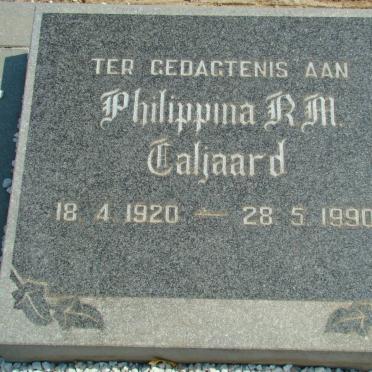 TER GEDAGTENIS AAN
Philippina R M.
Taljaard
18 4 1920 — 28 5 1990